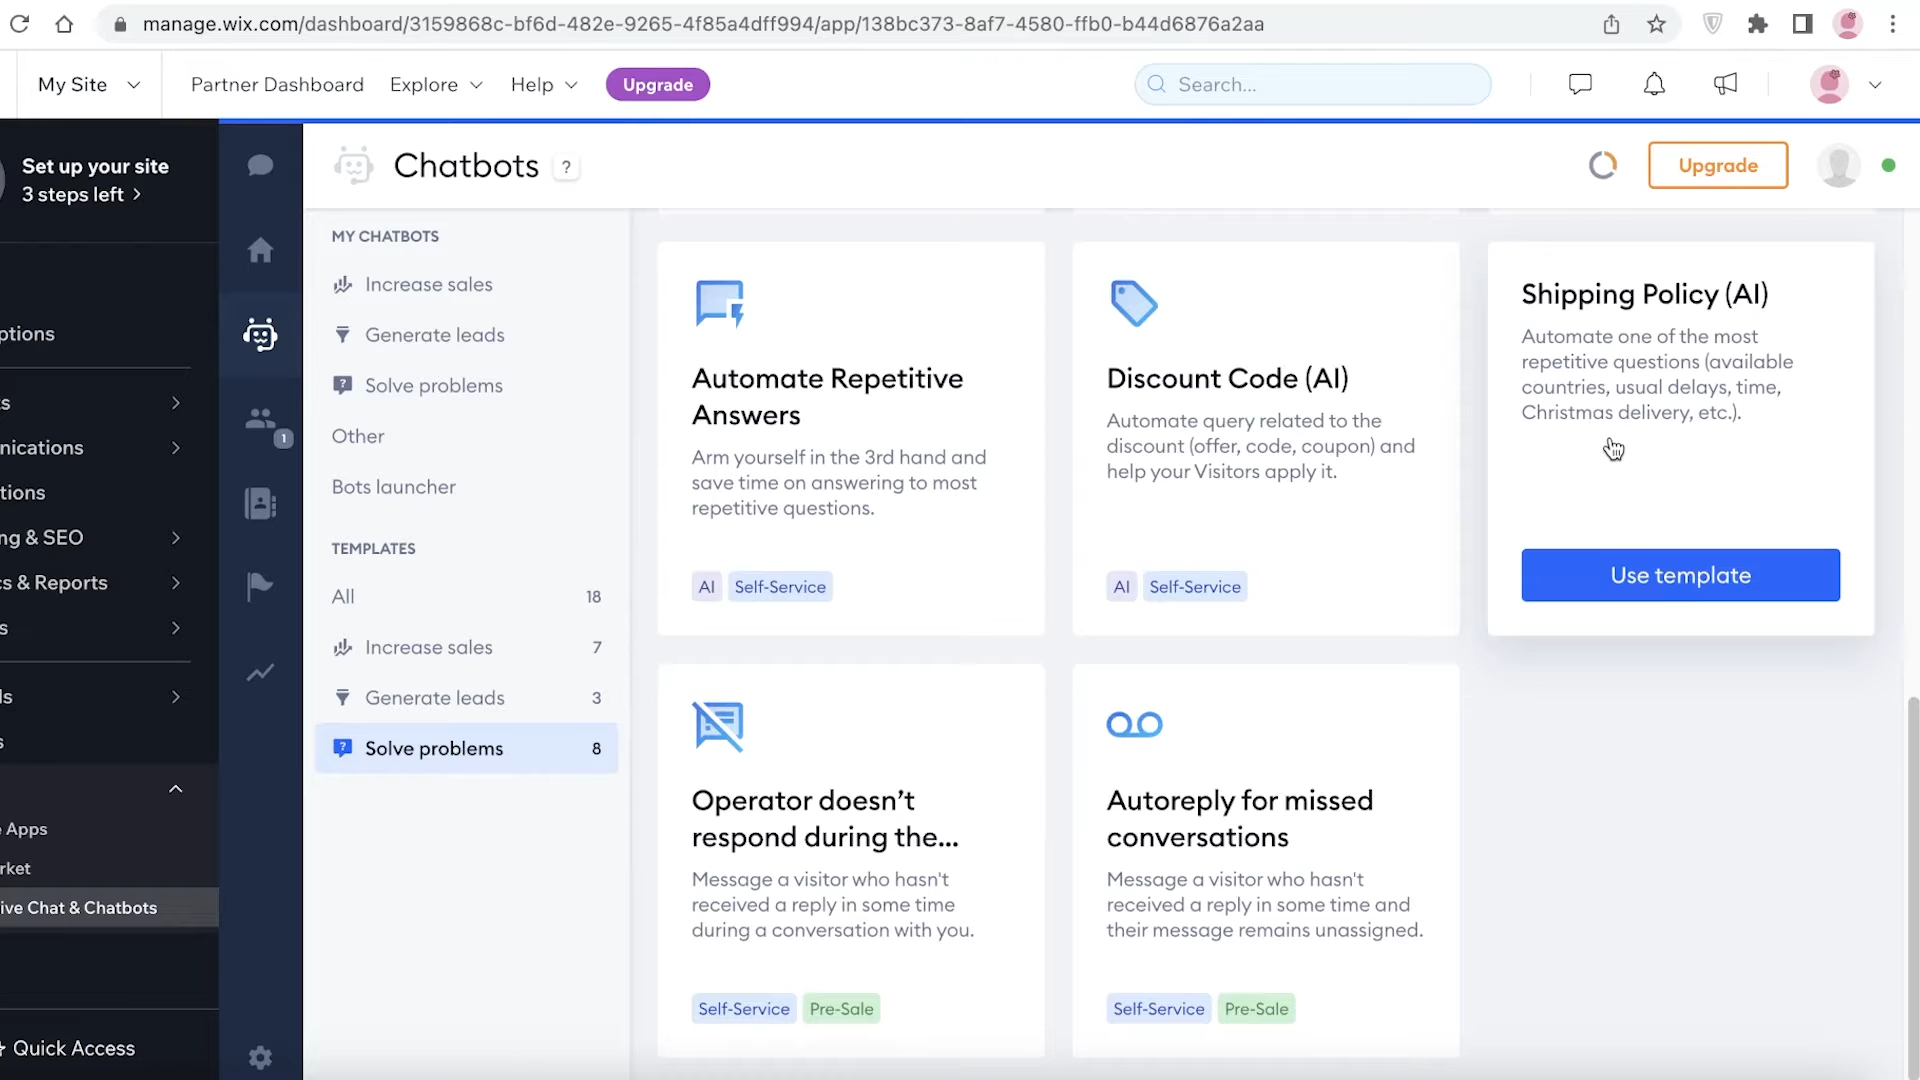 manage.wix.com/dashboard/3159868c-bf6d-482e-9265-4f85a4dff994/app/138bc373-8af7-4580-ffb0-b44d6876a2aa
My Site
Partner Dashboard
Explore
Help
Upgrade
Search...
Set up your site
3 steps left
ptions
s
nications
tions
ng & SEO
s & Reports
s
ls
s
Apps
rket
ive Chat & Chatbots
Quick Access
1
Chatbots
?
Upgrade
MY CHATBOTS
Increase sales
Generate leads
Solve problems
Other
Bots launcher
TEMPLATES
All 18
Increase sales 7
Generate leads 3
Solve problems 8
Automate Repetitive
Answers
Arm yourself in the 3rd hand and
save time on answering to most
repetitive questions.
AI Self-Service
Discount Code (AI)
Automate query related to the
discount (offer, code, coupon) and
help your Visitors apply it.
AI Self-Service
Shipping Policy (AI)
Automate one of the most
repetitive questions (available
countries, usual delays, time,
Christmas delivery, etc.).
Use template
Operator doesn’t
respond during the...
Message a visitor who hasn't
received a reply in some time
during a conversation with you.
Self-Service Pre-Sale
Autoreply for missed
conversations
Message a visitor who hasn't
received a reply in some time and
their message remains unassigned.
Self-Service Pre-Sale